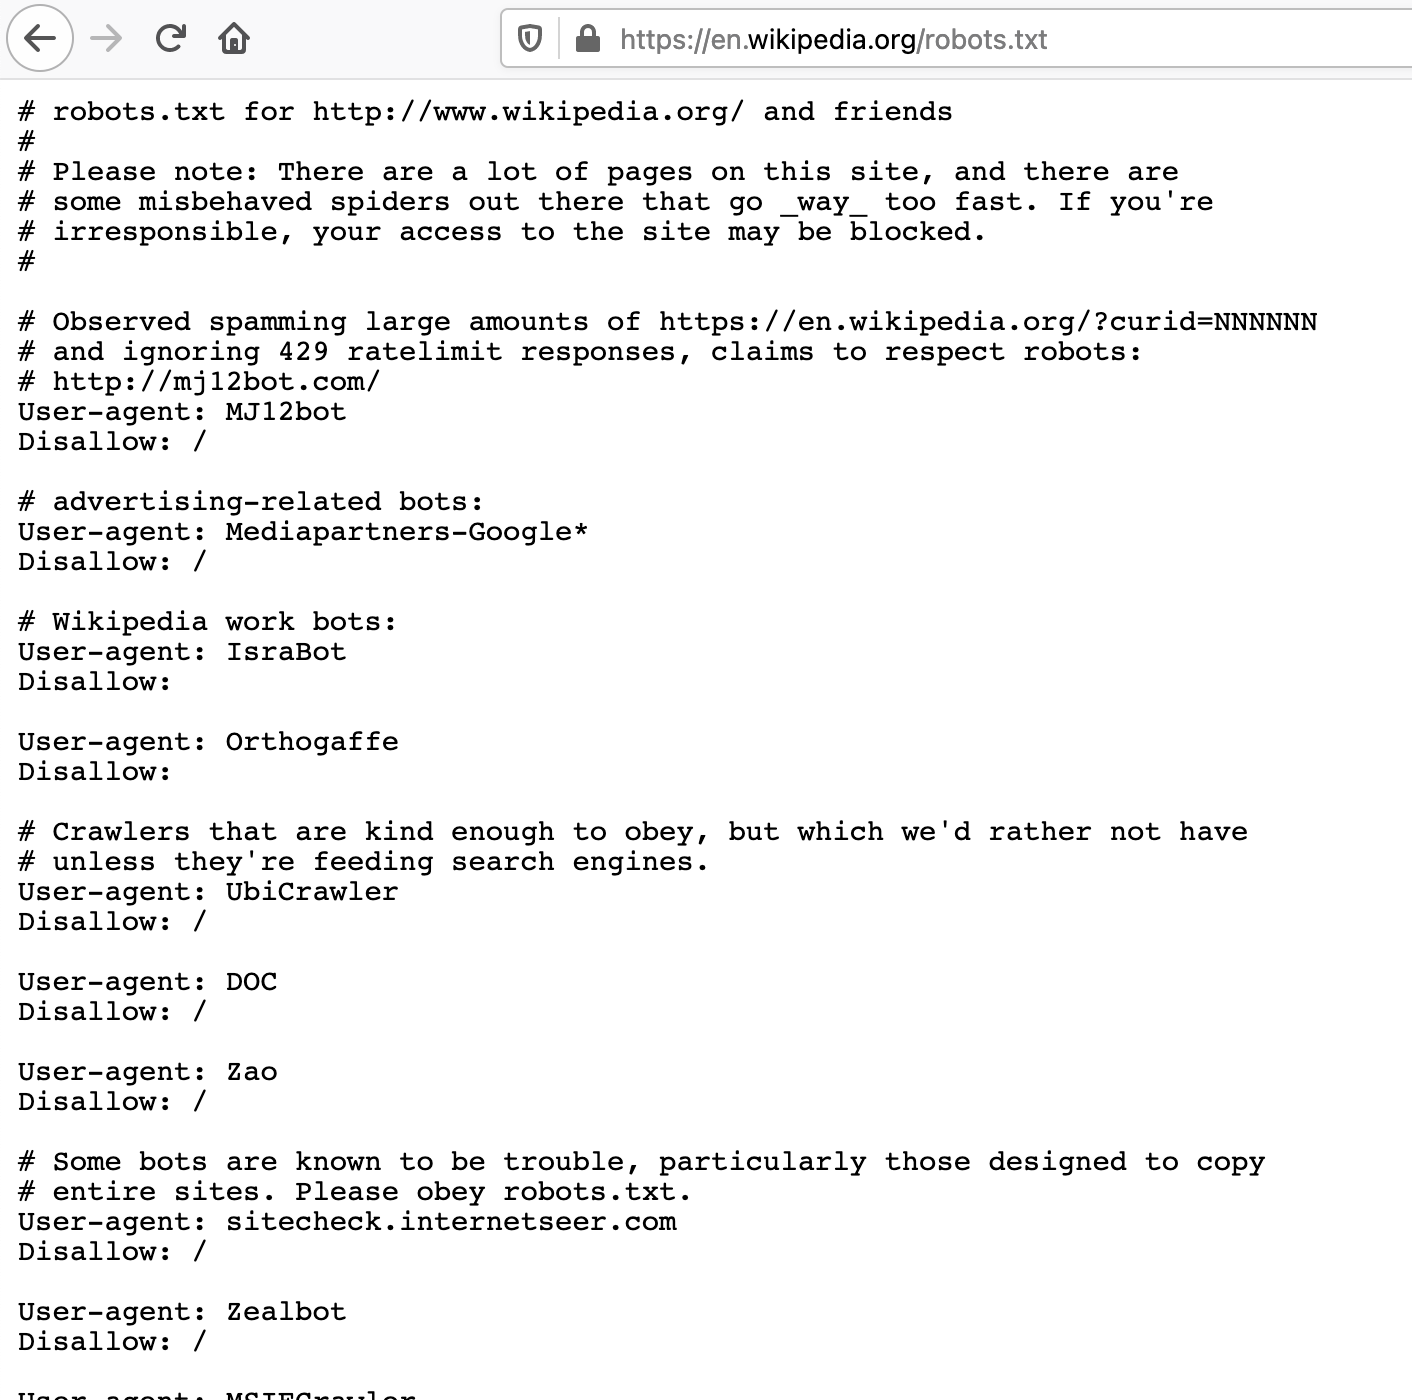 https://en.wikipedia.org/robots.txt
# robots.txt for http://www.wikipedia.org/ and friends
#
# Please note: There are a lot of pages on this site, and there are
# some misbehaved spiders out there that go _way_ too fast. If you're
# irresponsible, your access to the site may be blocked.
#
# Observed spamming large amounts of https://en.wikipedia.org/?curid=NNNNNN
# and ignoring 429 ratelimit responses, claims to respect robots:
# http://mj12bot.com/
User-agent: MJ12bot
Disallow: /
# advertising-related bots:
User-agent: Mediapartners-Google*
Disallow: /
# Wikipedia work bots:
User-agent: IsraBot
Disallow:
User-agent: Orthogaffe
Disallow:
# Crawlers that are kind enough to obey, but which we'd rather not have
# unless they're feeding search engines.
User-agent: UbiCrawler
Disallow: /
User-agent: DOC
Disallow: /
User-agent: Zao
Disallow: /
# Some bots are known to be trouble, particularly those designed to copy
# entire sites. Please obey robots.txt.
User-agent: sitecheck.internetseer.com
Disallow: /
User-agent: Zealbot
Disallow: /
User-agent: MSIECrawler